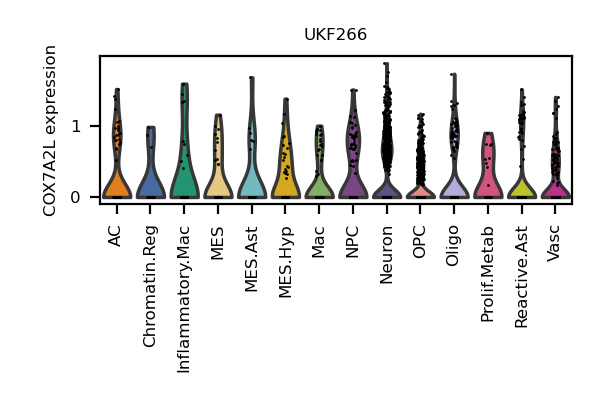 UKF266
COX7A2L expression
1
0
AC
Chromatin.Reg
Inflammatory.Mac
MES
MES.Ast
MES.Hyp
Mac
NPC
Neuron
OPC
Oligo
Prolif.Metab
Reactive.Ast
Vasc